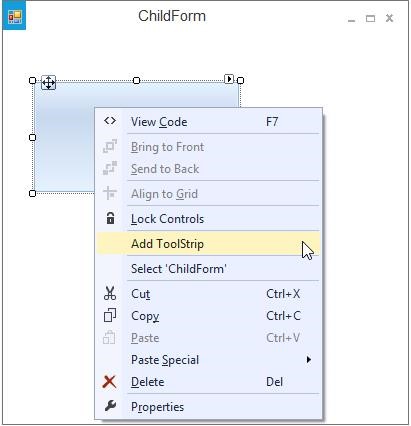 ChildForm
View Code F7
Bring to Front
Send to Back
Align to Grid
Lock Controls
Add ToolStrip
Select 'ChildForm'
Cut Ctrl+X
Copy Ctrl+C
Paste Ctrl+V
Paste Special
Delete Del
Properties